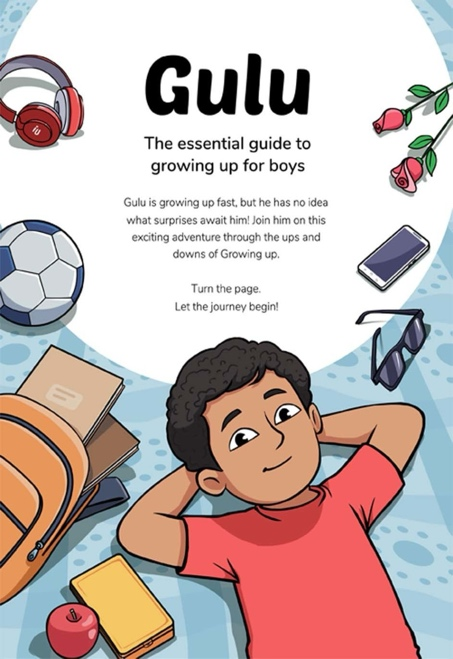 Gulu
The essential guide to
growing up for boys
Gulu is growing up fast, but he has no idea
what surprises await him! Join him on this
exciting adventure through the ups and
downs of Growing up.
Turn the page.
Let the journey begin!